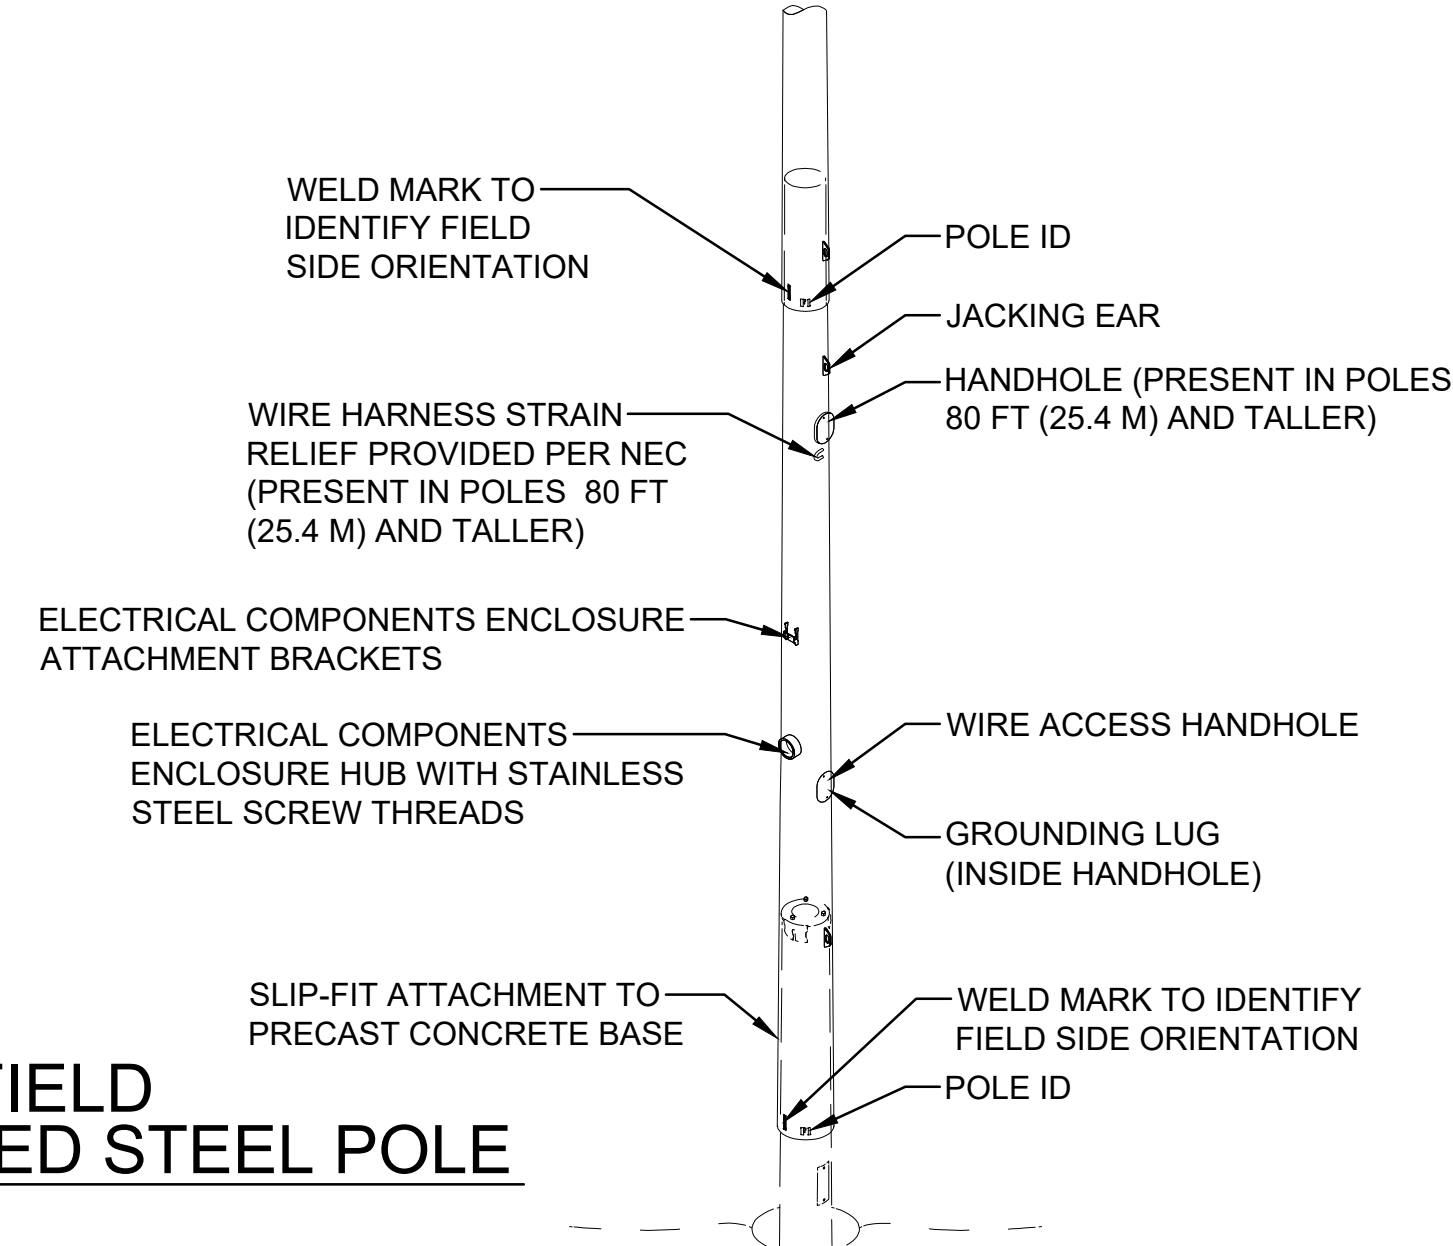 WELD MARK TO
IDENTIFY FIELD
SIDE ORIENTATION
POLE ID
JACKING EAR
HANDHOLE (PRESENT IN POLES
80 FT (25.4 M) AND TALLER)
WIRE HARNESS STRAIN
RELIEF PROVIDED PER NEC
(PRESENT IN POLES  80 FT
(25.4 M) AND TALLER)
ELECTRICAL COMPONENTS ENCLOSURE
ATTACHMENT BRACKETS
ELECTRICAL COMPONENTS
ENCLOSURE HUB WITH STAINLESS
STEEL SCREW THREADS
WIRE ACCESS HANDHOLE
GROUNDING LUG
(INSIDE HANDHOLE)
SLIP-FIT ATTACHMENT TO
PRECAST CONCRETE BASE
WELD MARK TO IDENTIFY
FIELD SIDE ORIENTATION
POLE ID
FIELD
ED STEEL POLE